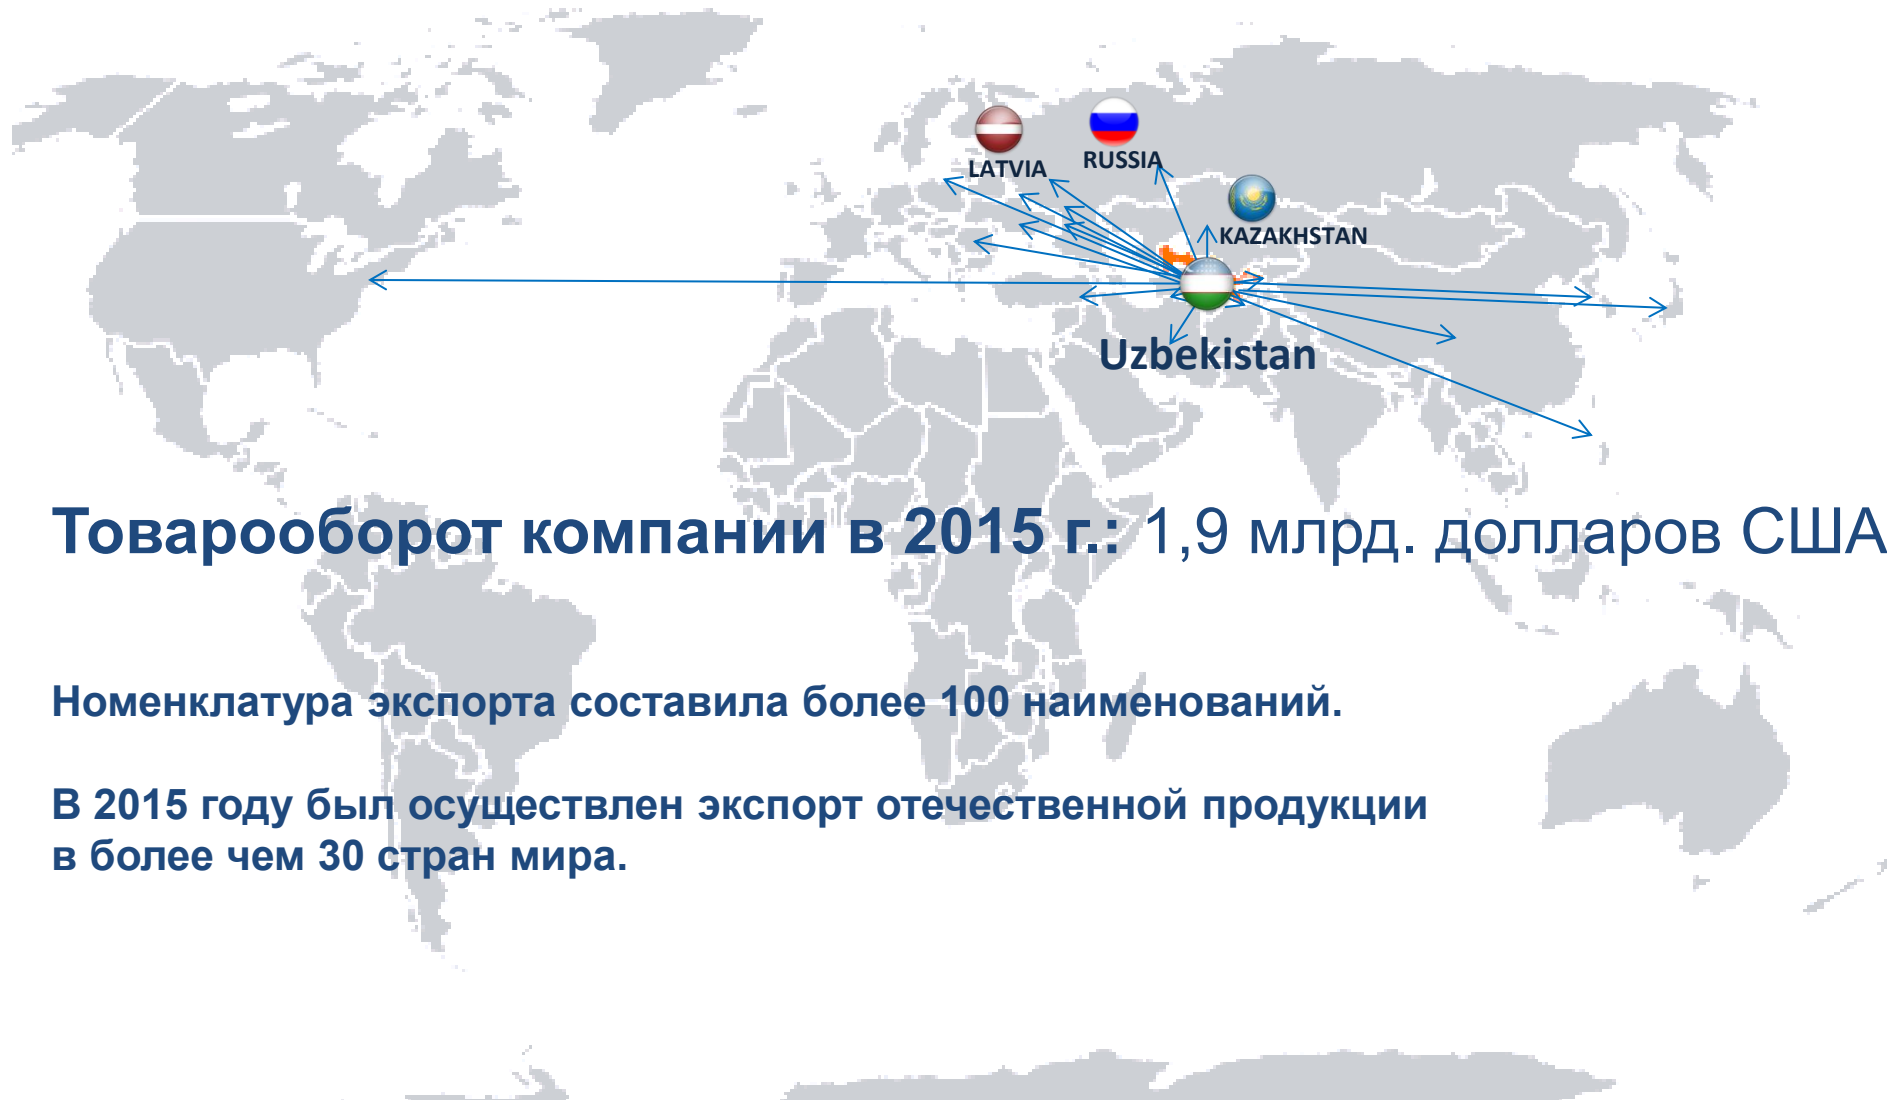 LATVIA
RUSSIA
KAZAKHSTAN
Uzbekistan
Товарооборот компании в 2015 г.: 1,9 млрд. долларов США
Номенклатура экспорта составила более 100 наименований.
В 2015 году был осуществлен экспорт отечественной продукции
в более чем 30 стран мира.